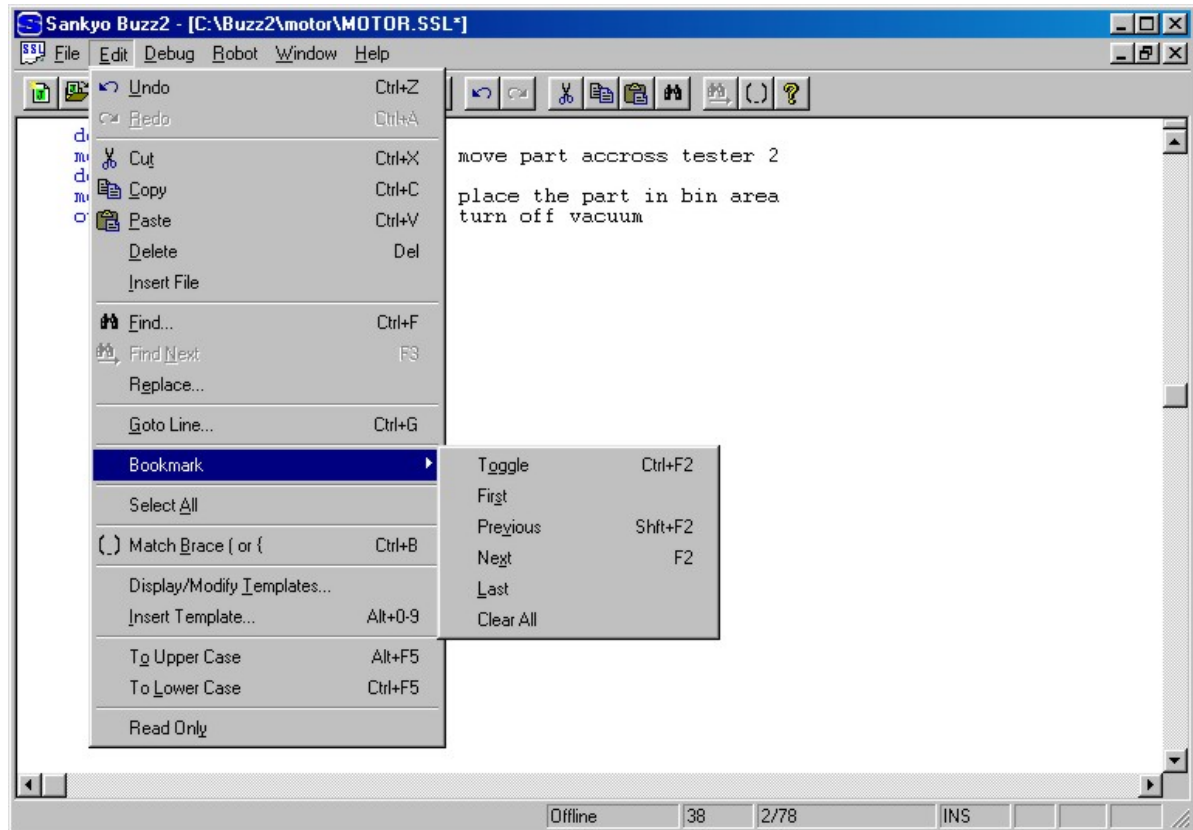 Sankyo Buzz2 - [C:\Buzz2\motor\MOTOR.SSL*]
SSL File Edit Debug Robot Window Help
Undo Ctrl+Z
Redo Ctrl+A
Cut Ctrl+X
move part accross tester 2
Copy Ctrl+C
place the part in bin area
Paste Ctrl+V
turn off vacuum
Delete Del
Insert File
Find... Ctrl+F
Find Next F3
Replace...
Goto Line... Ctrl+G
Bookmark
Toggle Ctrl+F2
First
Previous Shft+F2
Next F2
Last
Clear All
Select All
(_) Match Brace ( or { Ctrl+B
Display/Modify Templates...
Insert Template... Alt+0-9
To Upper Case Alt+F5
To Lower Case Ctrl+F5
Read Only
Offline 38 2/78 INS